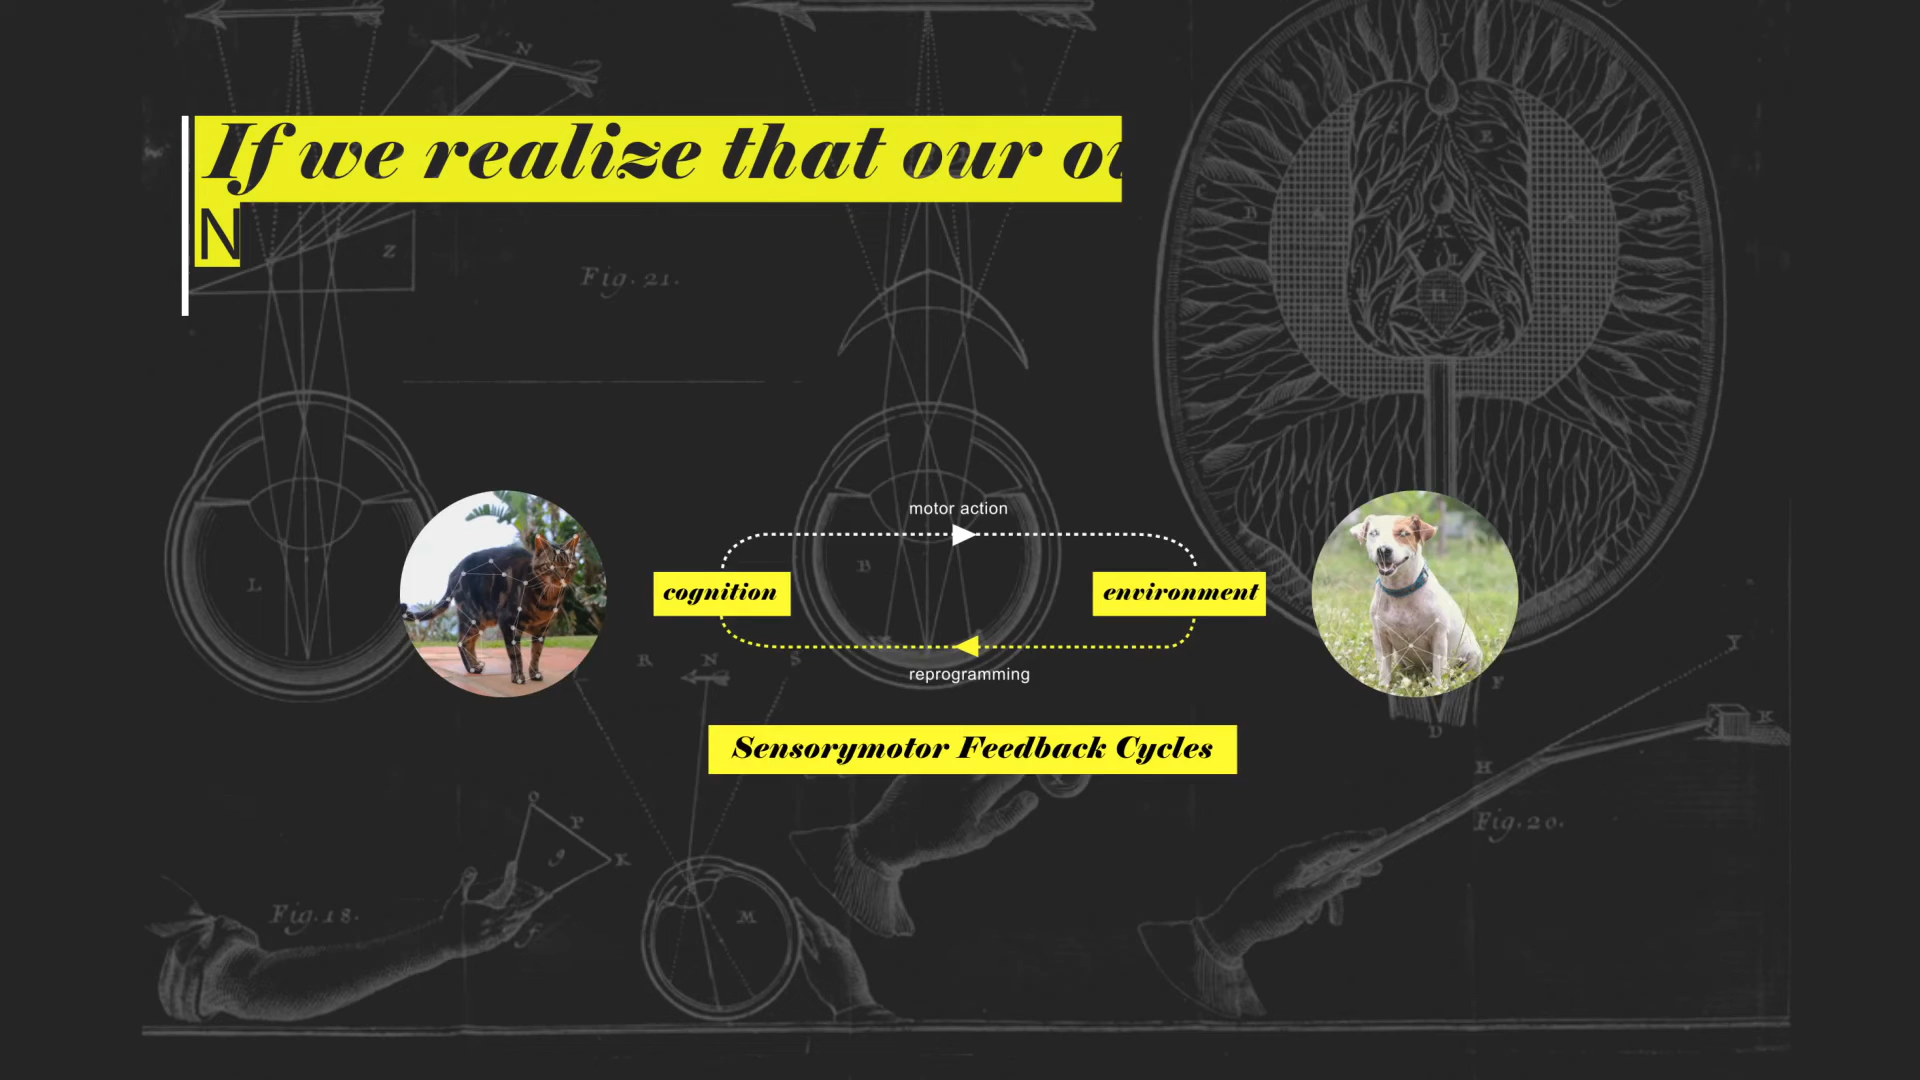 N
I
If we realize that our
N
Z
E
E
B
K
L
H
Fig. 21.
motor action
L
B
cognition
environment
reprogramming
R
N
S
Y
F
D
K
Sensorymotor Feedback Cycles
H
O
P
K
g
f
Fig. 20.
Fig. 18.
M